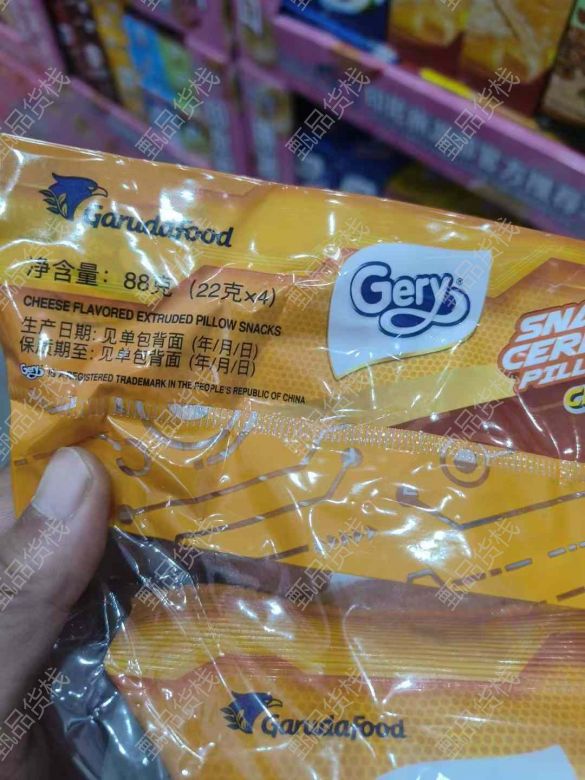 Garudafood
净含量：88克 (22克×4)
CHEESE FLAVORED EXTRUDED PILLOW SNACKS
生产日期：见单包背面 (年/月/日)
保质期至：见单包背面 (年/月/日)
Gery IS A REGISTERED TRADEMARK IN THE PEOPLE'S REPUBLIC OF CHINA
Gery®
Garudafood
甄品货栈